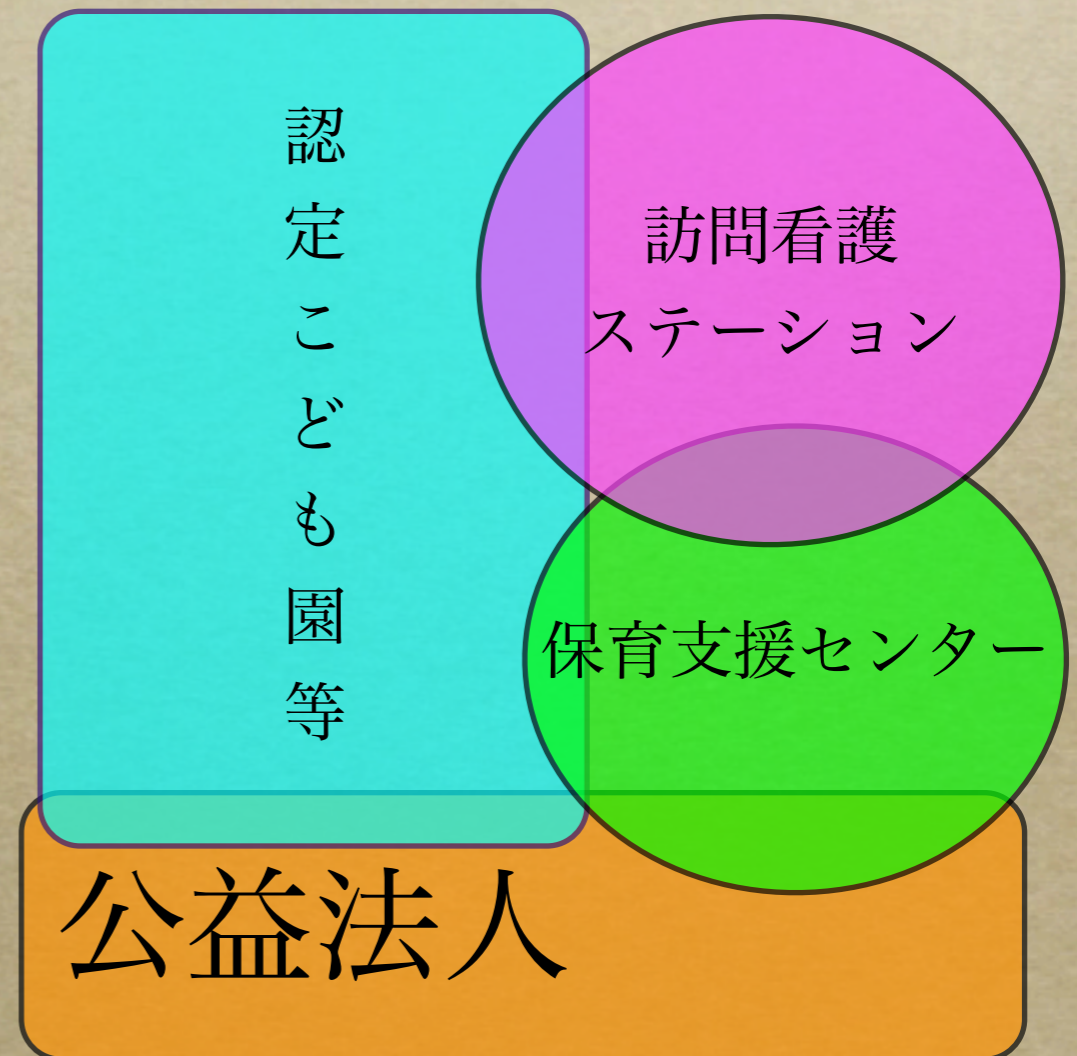 認定こども園等
訪問看護
ステーション
保育支援センター
公益法人